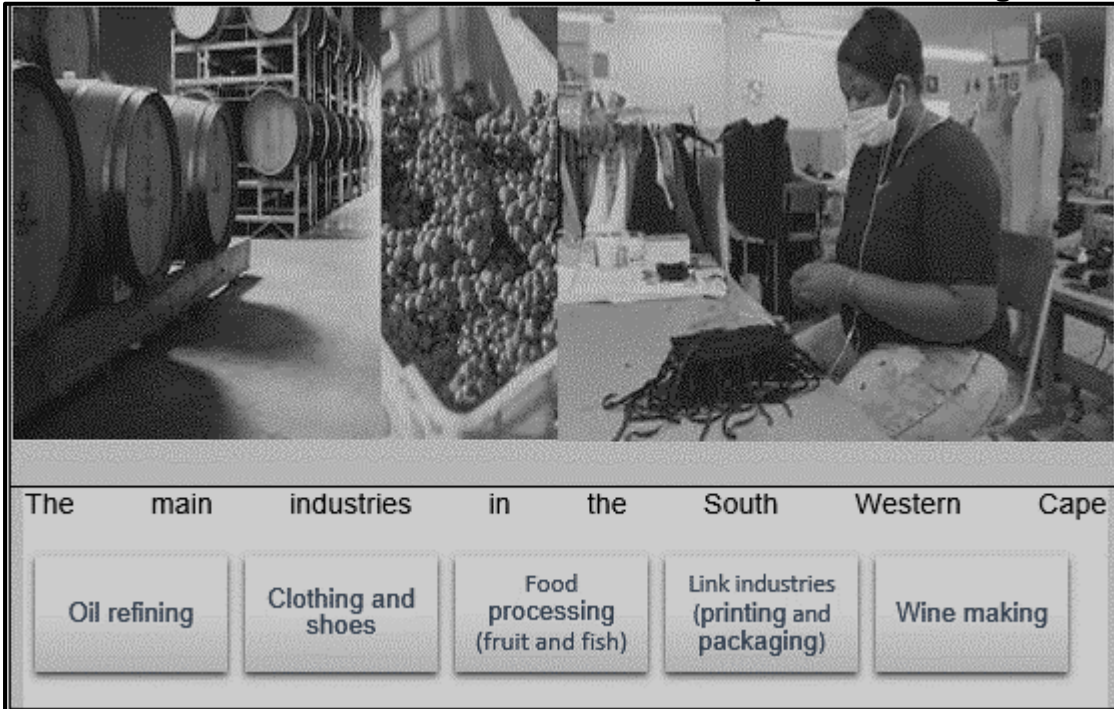 The main industries in the South Western Cape
Oil refining
Clothing and
shoes
Food
processing
(fruit and fish)
Link industries
(printing and
packaging)
Wine making